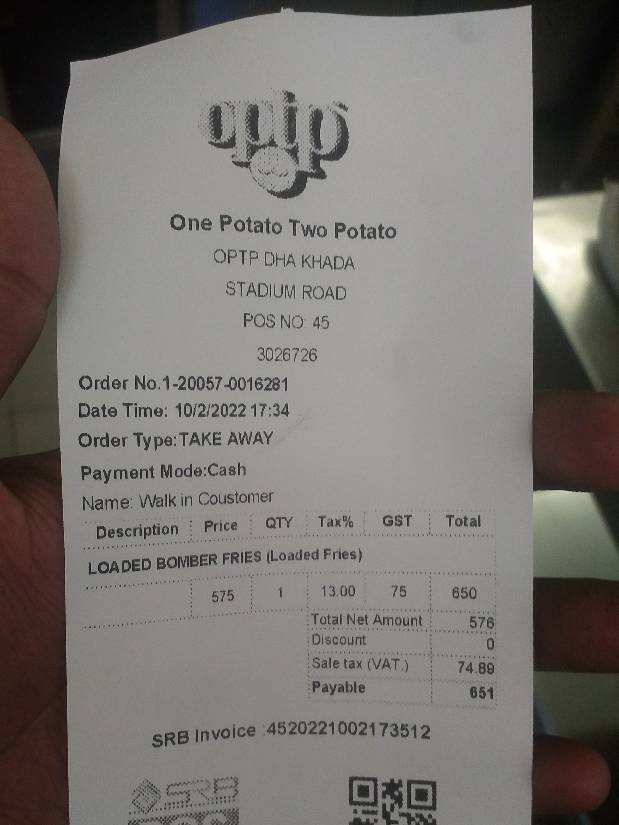 optp
One Potato Two Potato
OPTP DHA KHADA
STADIUM ROAD
POS NO: 45
3026726
Order No.1-20057-0016281
Date Time: 10/2/2022 17:34
Order Type:TAKE AWAY
Payment Mode:Cash
Name: Walk in Coustomer
Description Price QTY Tax% GST Total
LOADED BOMBER FRIES (Loaded Fries)
575 1 13.00 75 650
Total Net Amount 576
Discount 0
Sale tax (VAT.) 74.89
Payable 651
SRB Invoice :4520221002173512
SRB